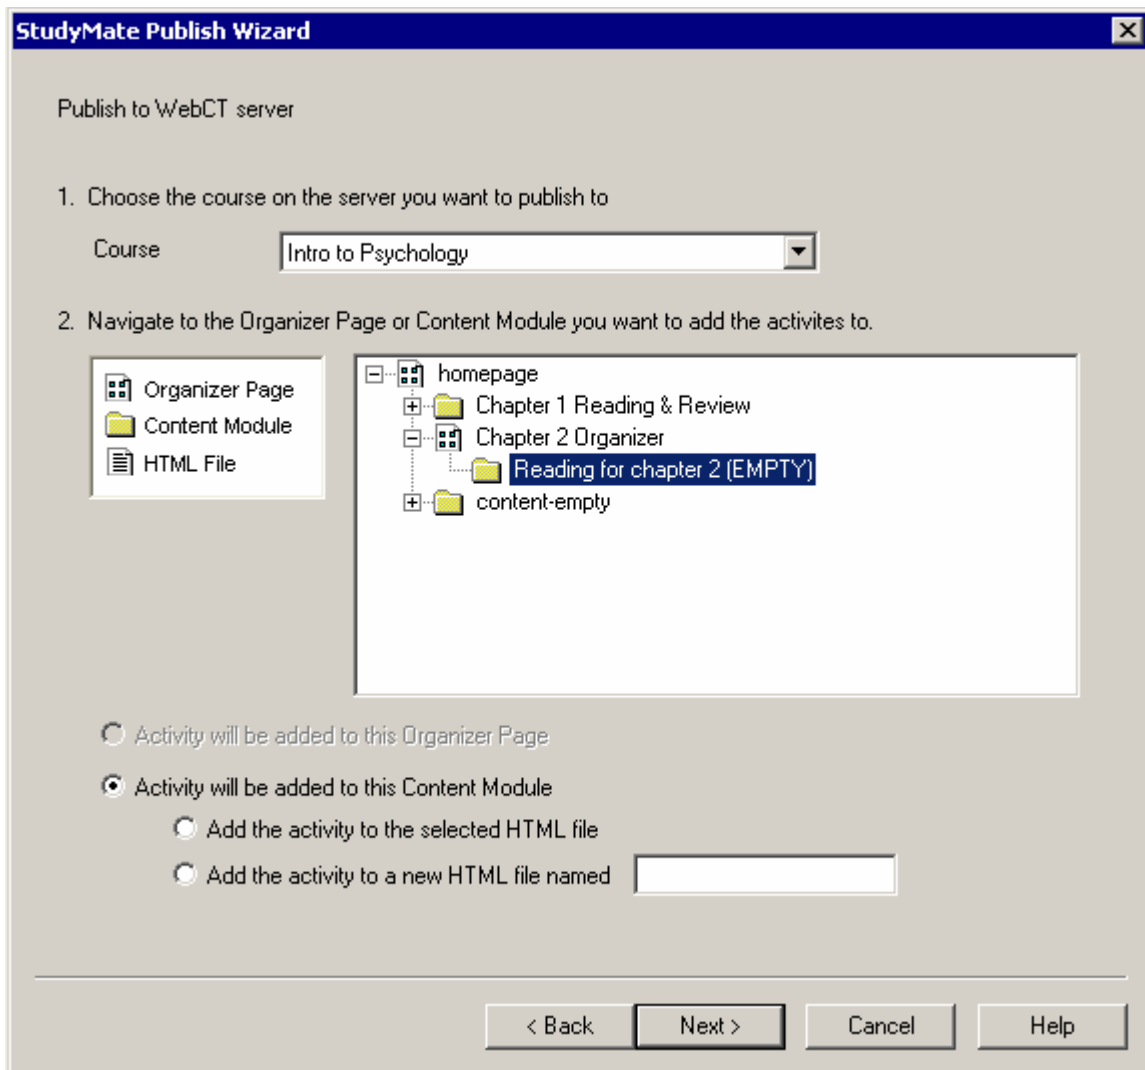 StudyMate Publish Wizard
Publish to WebCT server
1. Choose the course on the server you want to publish to
Course Intro to Psychology
2. Navigate to the Organizer Page or Content Module you want to add the activites to.
Organizer Page
Content Module
HTML File
homepage
Chapter 1 Reading & Review
Chapter 2 Organizer
Reading for chapter 2 (EMPTY)
content-empty
Activity will be added to this Organizer Page
Activity will be added to this Content Module
Add the activity to the selected HTML file
Add the activity to a new HTML file named
< Back Next > Cancel Help